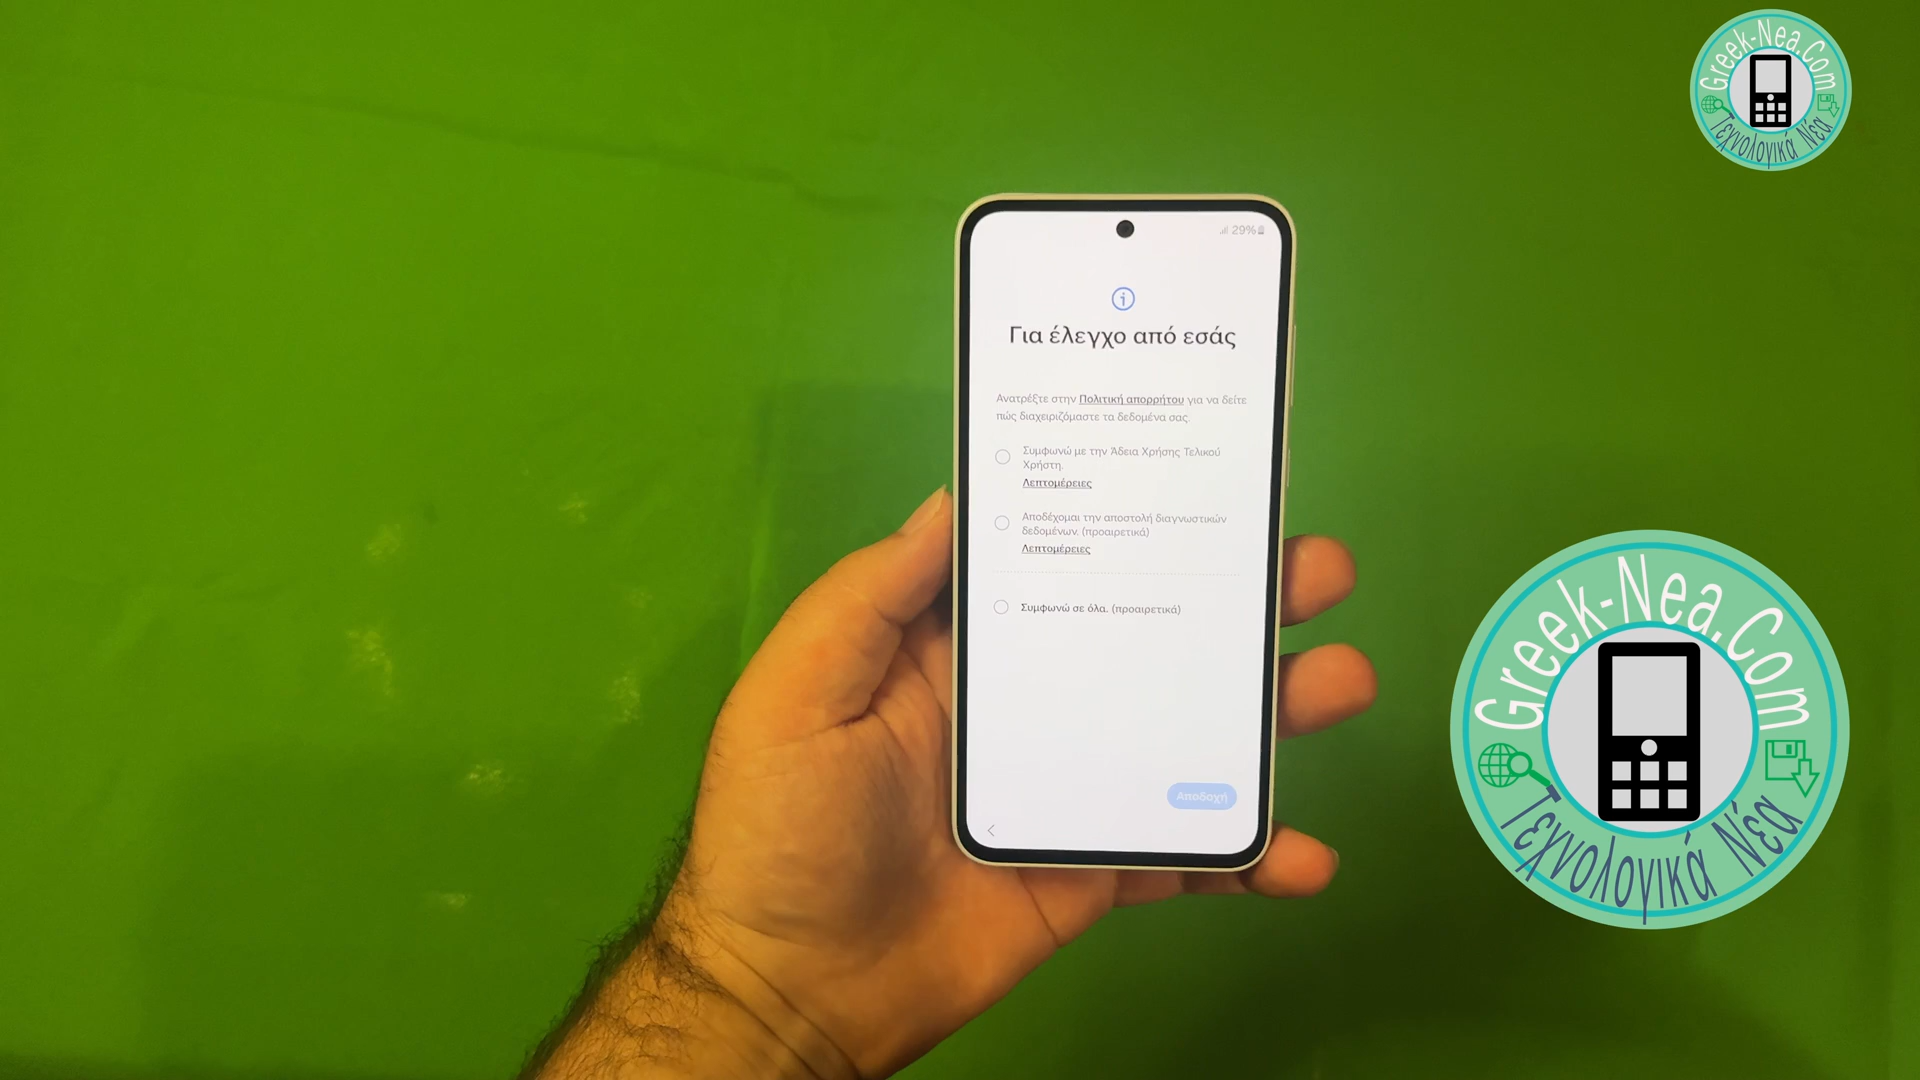 Greek-Nea.Com
Τεχνολογικά Νέα
29%
Για έλεγχο από εσάς
Ανατρέξτε στην Πολιτική απορρήτου για να δείτε
πώς διαχειριζόμαστε τα δεδομένα σας.
Συμφωνώ με την Άδεια Χρήσης Τελικού
Χρήστη.
Λεπτομέρειες
Αποδέχομαι την αποστολή διαγνωστικών
δεδομένων. (προαιρετικά)
Λεπτομέρειες
Συμφωνώ σε όλα. (προαιρετικά)
Αποδοχή
Greek-Nea.Com
Τεχνολογικά Νέα